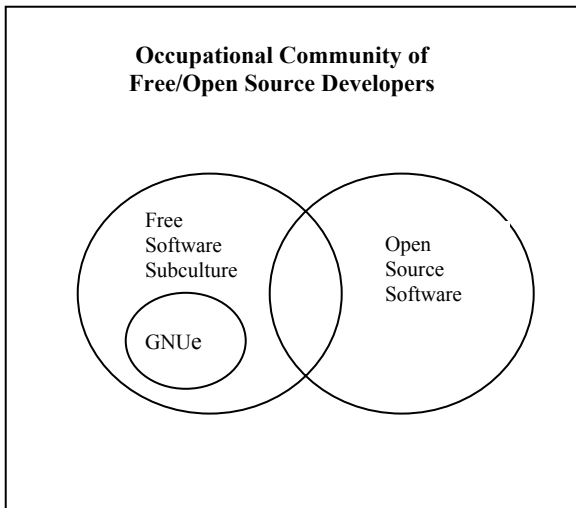 Occupational Community of
Free/Open Source Developers
Free
Software
Subculture
Open
Source
Software
GNUe